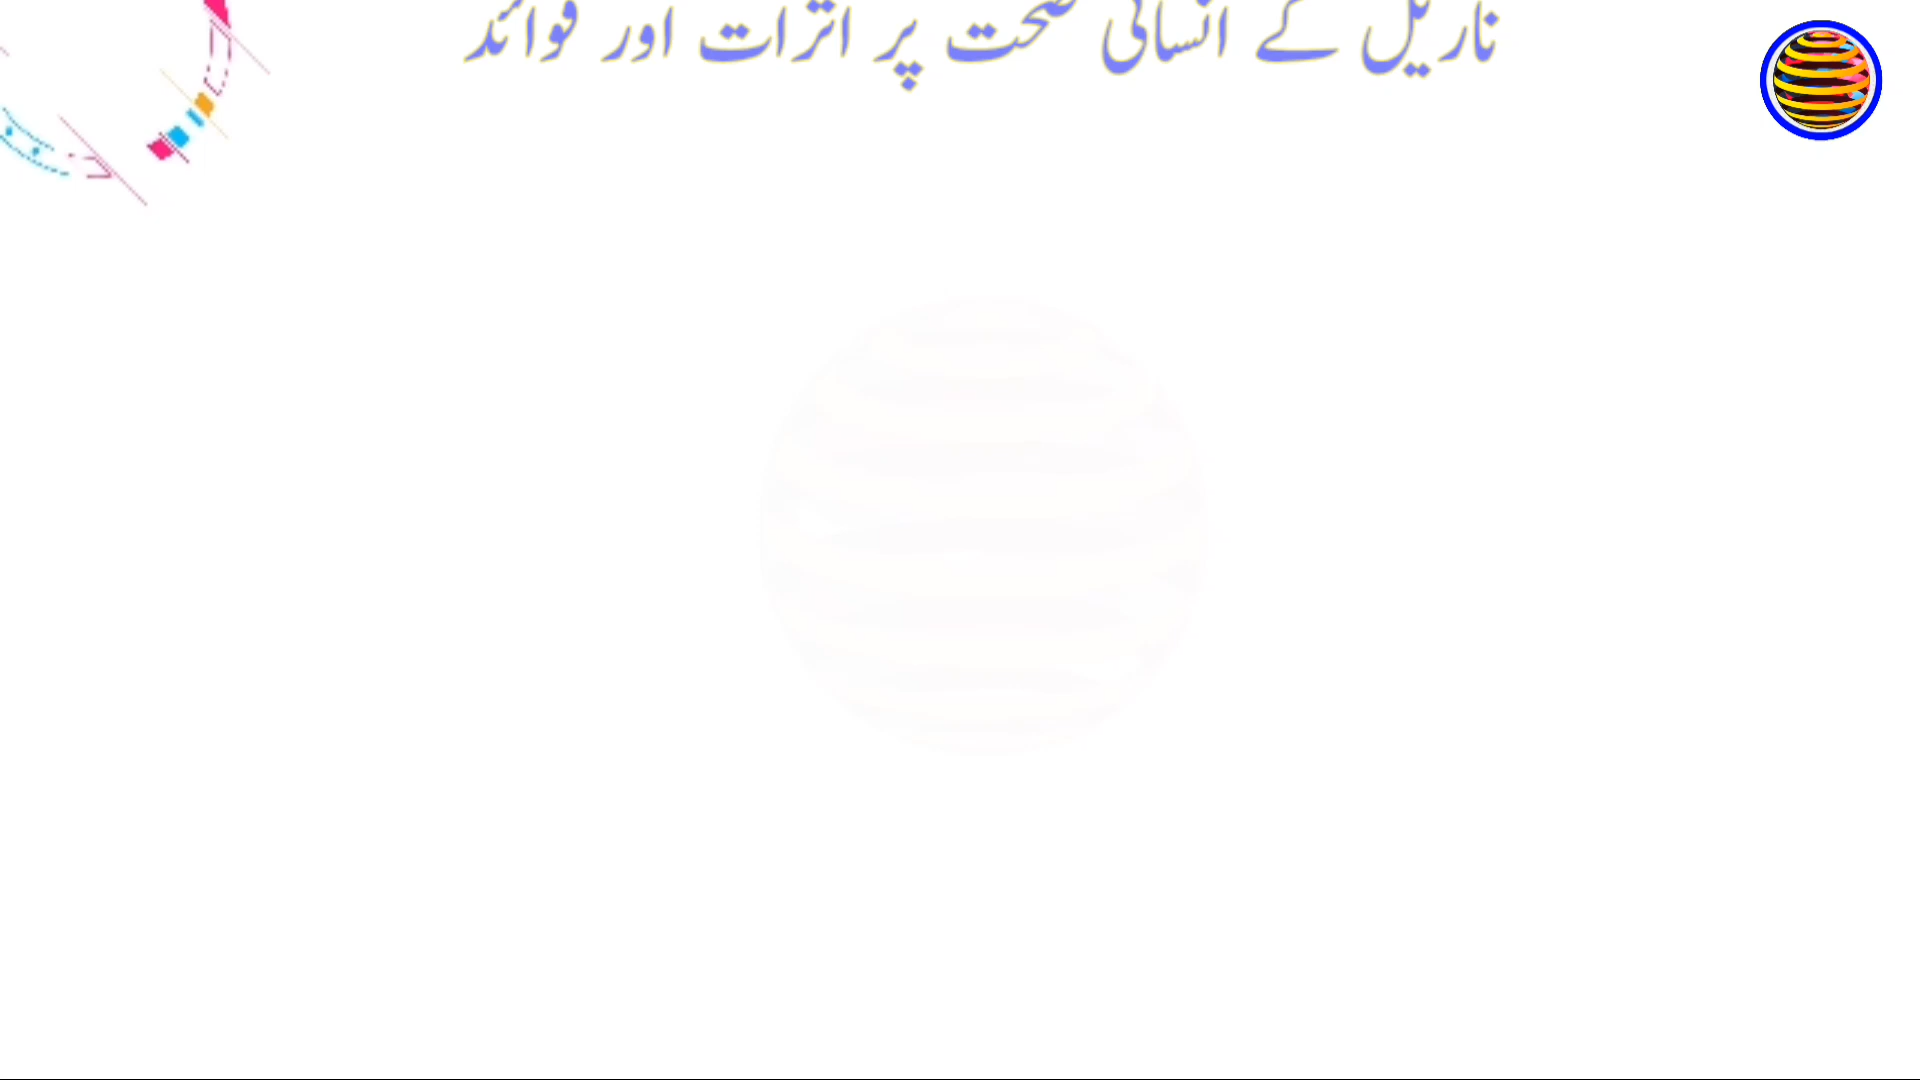 ناریل کے انسانی صحت پر اثرات اور فوائد